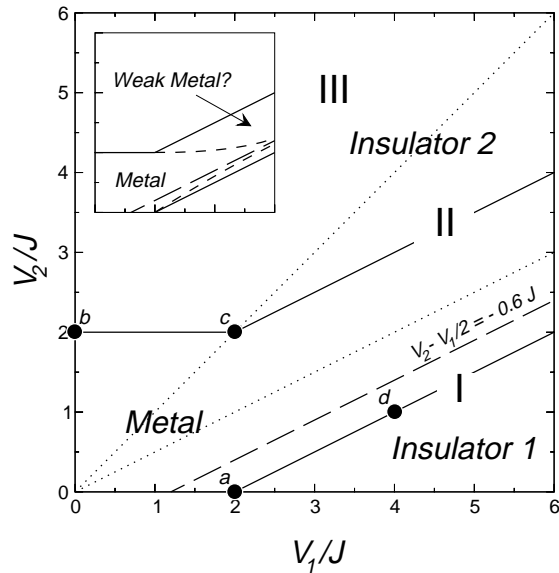 6
5
4
3
2
1
0
V₂/J
Weak Metal?
Metal
III
Insulator 2
II
b
c
V₂- V₁/2 = - 0.6 J
d
I
Metal
a
Insulator 1
0 1 2 3 4 5 6
V₁/J